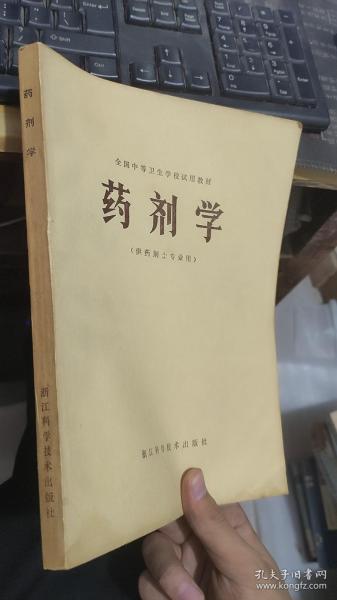 药剂学
浙江科学技术出版社
全国中等卫生学校试用教材
药剂学
(供药剂士专业用)
浙江科学技术出版社
孔夫子旧书网
www.kongfz.com